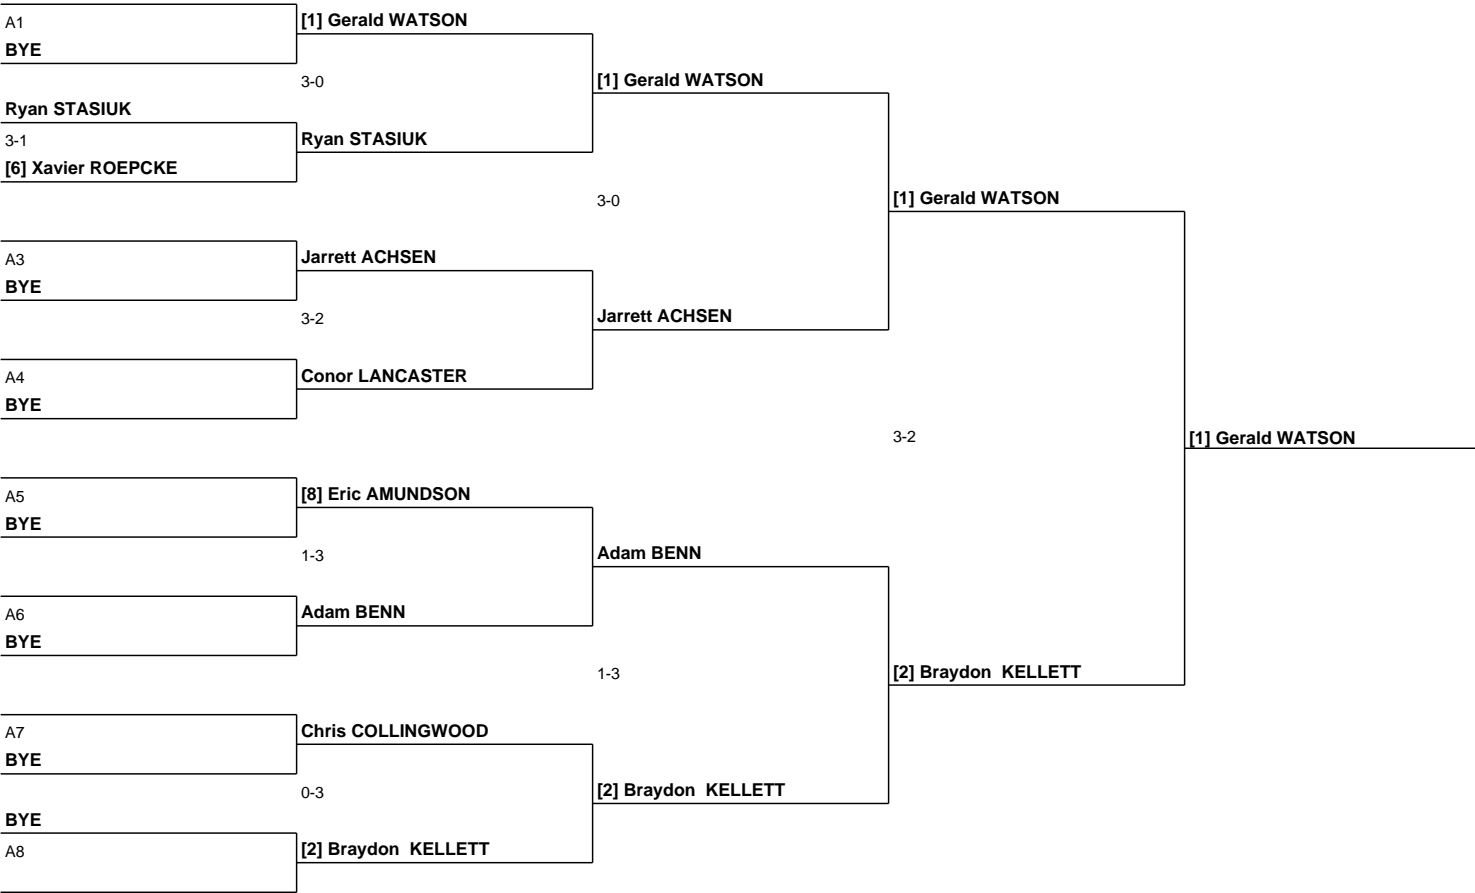 A1
BYE
Ryan STASIUK
3-1
[6] Xavier ROEPCKE
A3
BYE
A4
BYE
A5
BYE
A6
BYE
A7
BYE
BYE
A8
[1] Gerald WATSON
3-0
Ryan STASIUK
Jarrett ACHSEN
3-2
Conor LANCASTER
[8] Eric AMUNDSON
1-3
Adam BENN
Chris COLLINGWOOD
0-3
[2] Braydon  KELLETT
[1] Gerald WATSON
3-0
Jarrett ACHSEN
Adam BENN
1-3
[2] Braydon  KELLETT
[1] Gerald WATSON
3-2
[2] Braydon  KELLETT
[1] Gerald WATSON